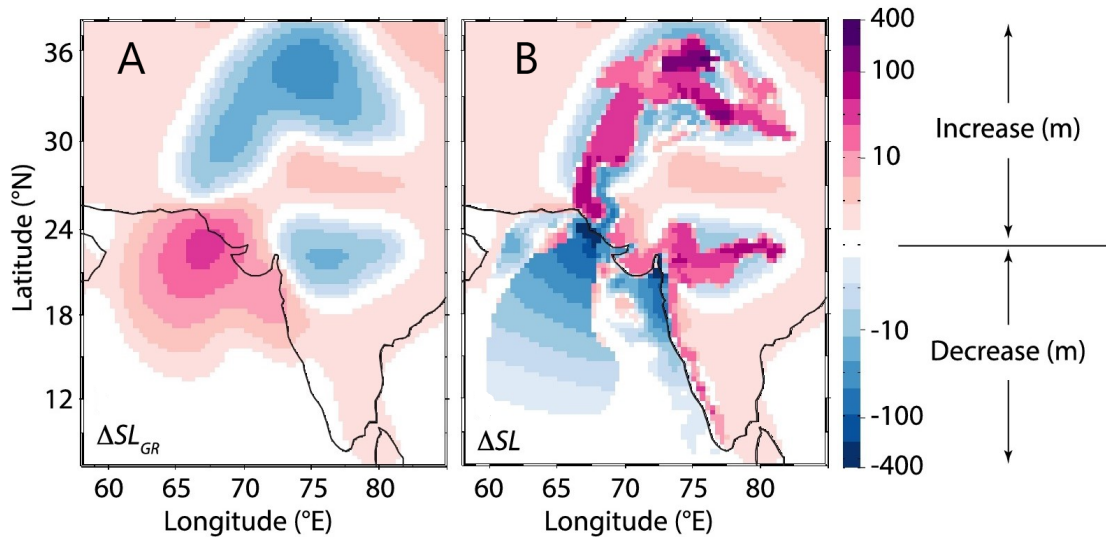 A
B
36
30
24
18
12
Latitude (°N)
ΔSL_GR
ΔSL
60
65
70
75
80
60
65
70
75
80
Longitude (°E)
Longitude (°E)
400
100
10
-10
-100
-400
Increase (m)
Decrease (m)